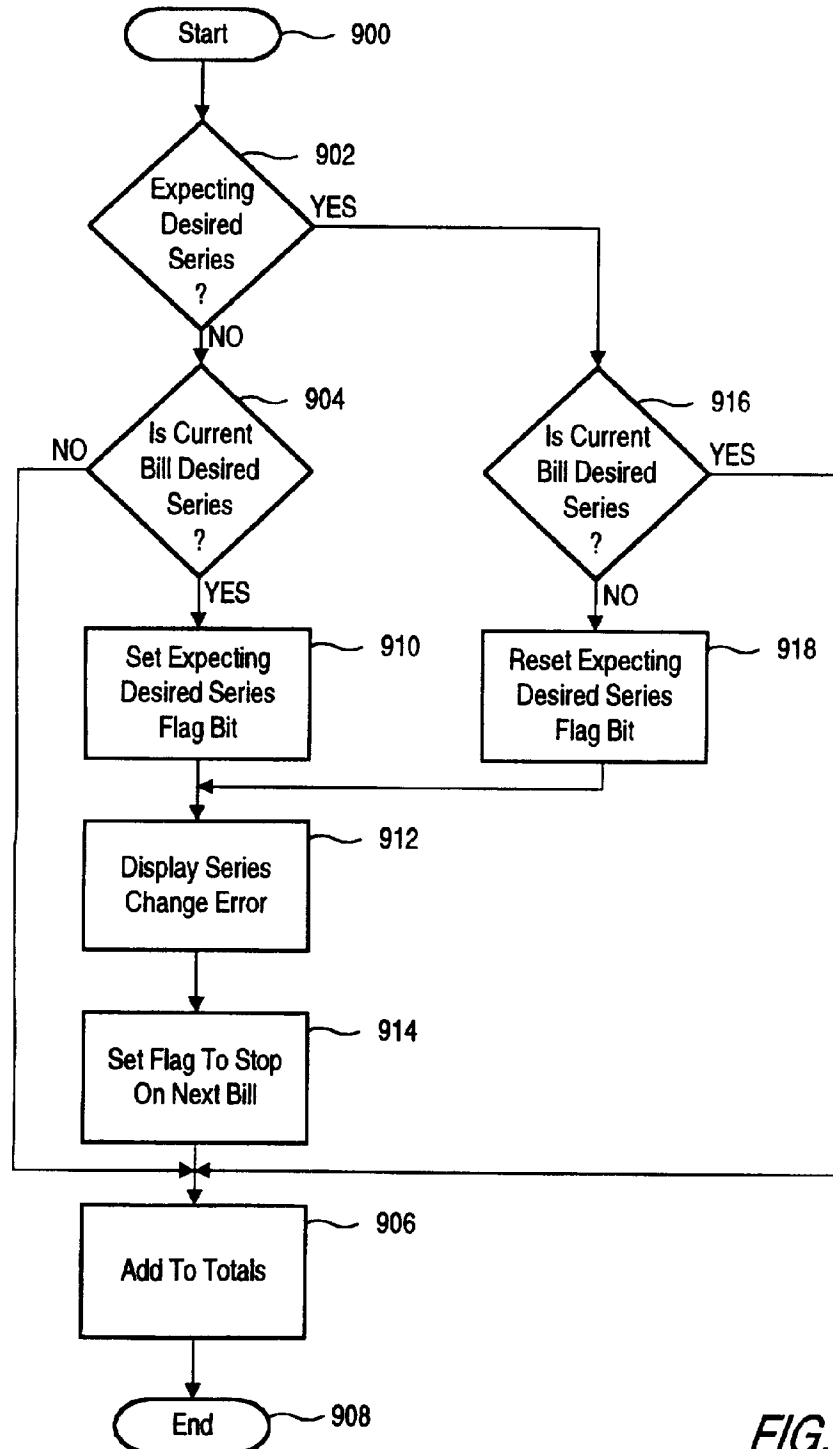 Start
900
902
Expecting
Desired
Series
?
YES
NO
904
Is Current
Bill Desired
Series
?
NO
YES
916
Is Current
Bill Desired
Series
?
YES
NO
910
Set Expecting
Desired Series
Flag Bit
918
Reset Expecting
Desired Series
Flag Bit
912
Display Series
Change Error
914
Set Flag To Stop
On Next Bill
906
Add To Totals
End
908
FIG.